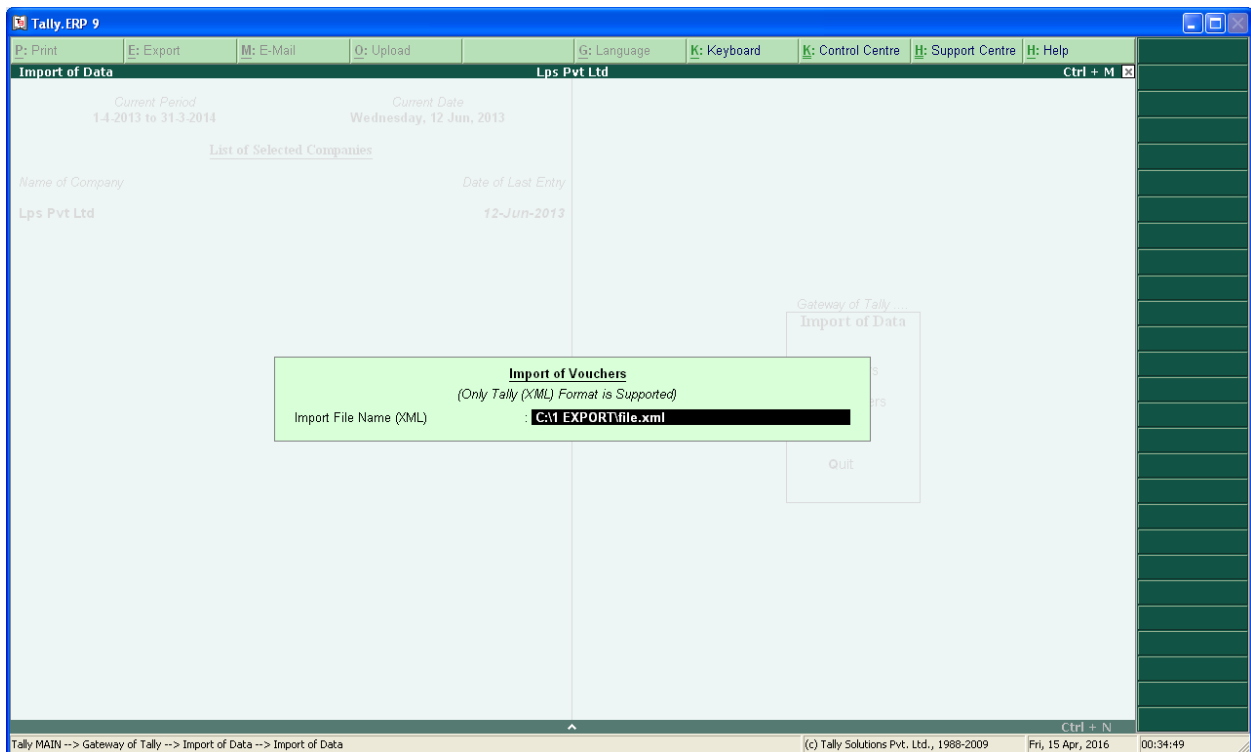 Tally.ERP 9
P: Print E: Export M: E-Mail O: Upload G: Language K: Keyboard K: Control Centre H: Support Centre H: Help
Import of Data Lps Pvt Ltd Ctrl + M
Current Period Current Date
1-4-2013 to 31-3-2014 Wednesday, 12 Jun, 2013
List of Selected Companies
Name of Company Date of Last Entry
Lps Pvt Ltd 12-Jun-2013
Gateway of Tally ....
Import of Data
Import of Vouchers
(Only Tally (XML) Format is Supported)
Import File Name (XML) : C:\1 EXPORT\file.xml
Quit
Ctrl + N
Tally MAIN --> Gateway of Tally --> Import of Data --> Import of Data (c) Tally Solutions Pvt. Ltd., 1988-2009 Fri, 15 Apr, 2016 00:34:49